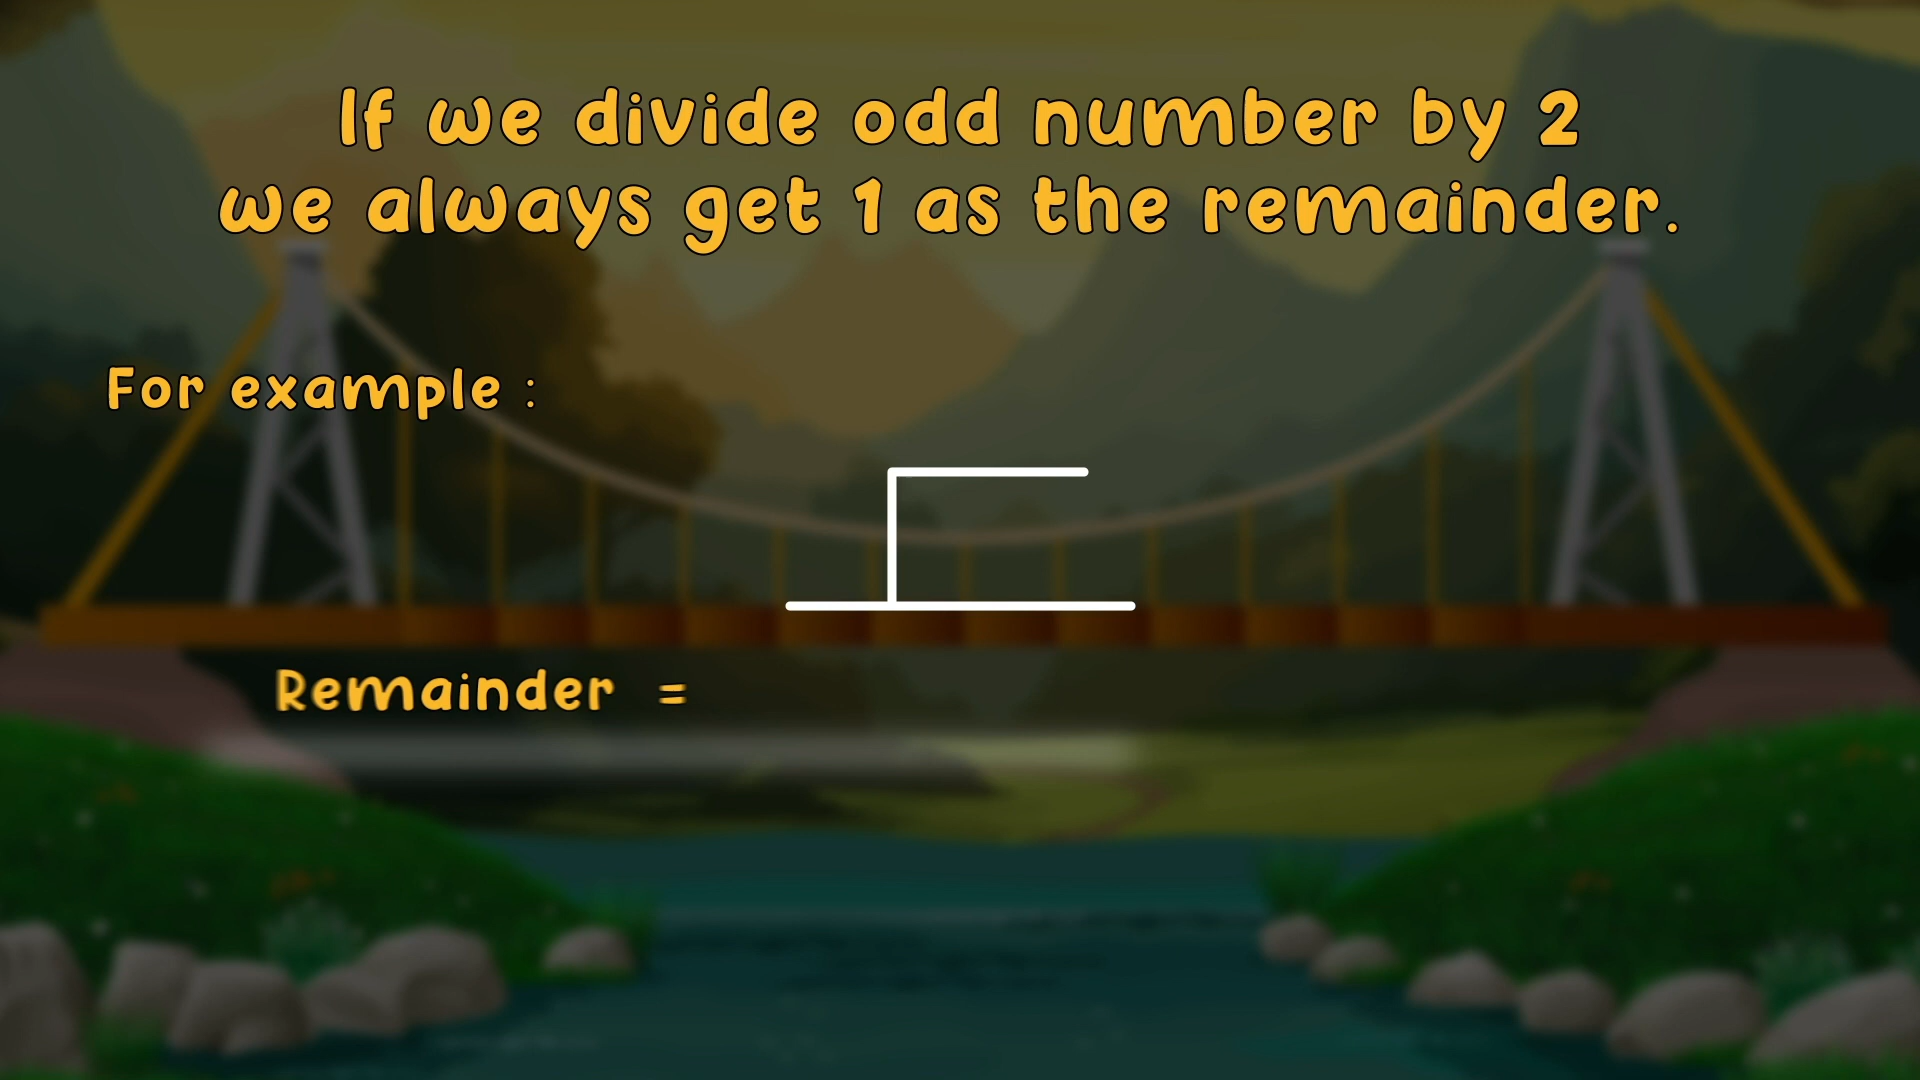 If we divide odd number by 2
we always get 1 as the remainder.
For example :
Remainder =